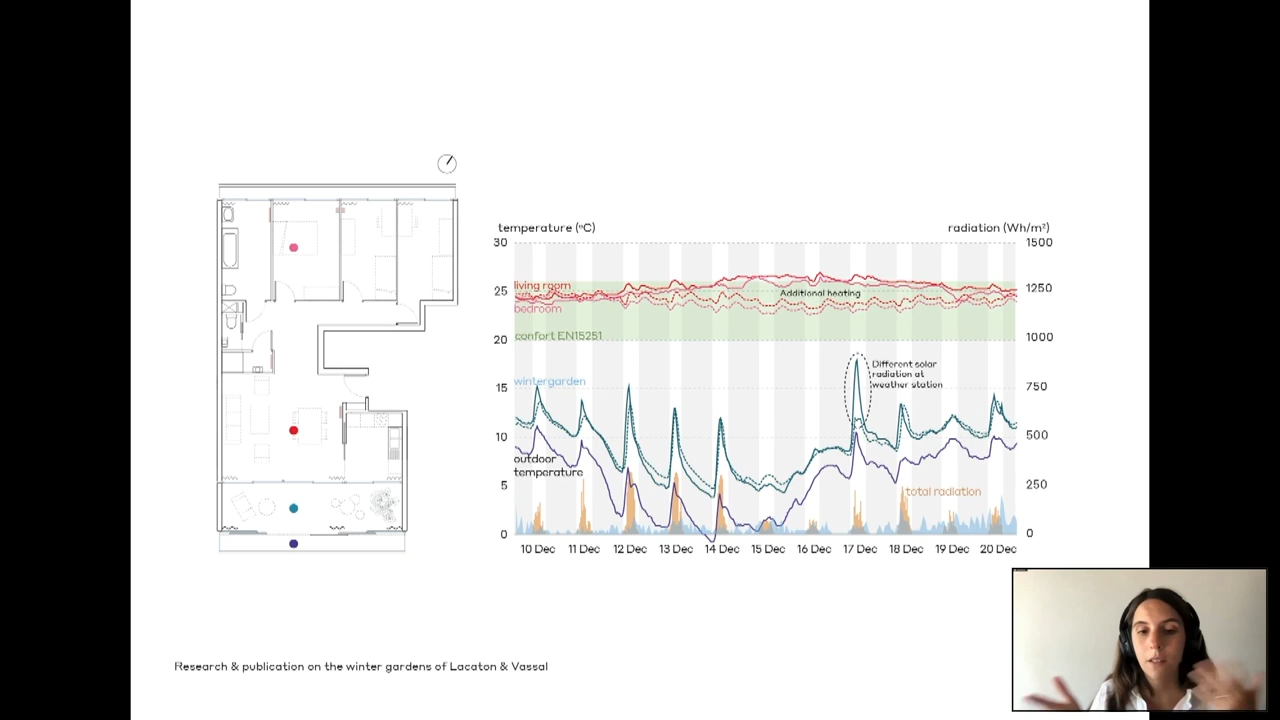 temperature (ºC)
radiation (Wh/m²)
30
25
20
15
10
5
0
1500
1250
1000
750
500
250
0
living room
bedroom
Additional heating
confort EN15251
wintergarden
Different solar
radiation at
weather station
outdoor
temperature
total radiation
10 Dec 11 Dec 12 Dec 13 Dec 14 Dec 15 Dec 16 Dec 17 Dec 18 Dec 19 Dec 20 Dec
Research & publication on the winter gardens of Lacaton & Vassal